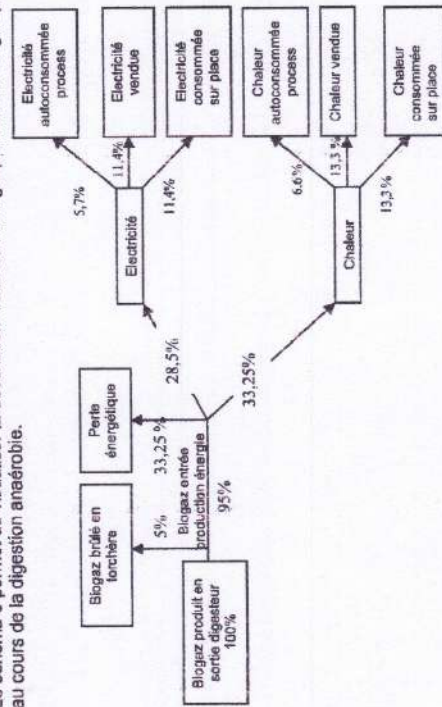 au cours de la digestion anaérobie.
Biogaz produit en
sortie digesteur
100%
Biogaz brûlé en
torchère
5%
Biogaz entrée
production énergie
95%
Perte
énergétique
33,25 %
28,5%
33,25%
Electricité
5,7%
11,4%
11,4%
Electricité
autoconsommée
process
Electricité
vendue
Electricité
consommée
sur place
Chaleur
6.6%
13,3 %
13,3 %
Chaleur
autoconsommée
process
Chaleur vendue
Chaleur
consommée
sur place